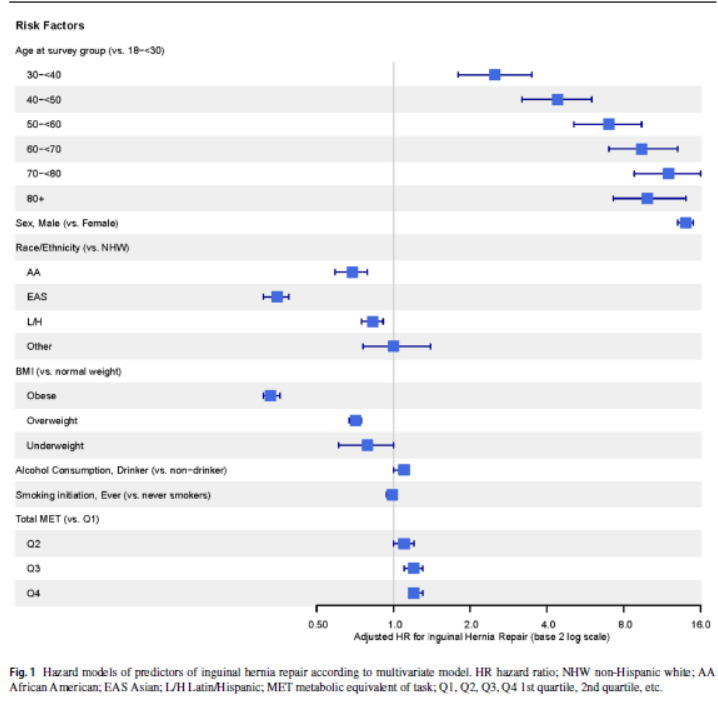 Risk Factors
Age at survey group (vs. 18-<30)
30-<40
40-<50
50-<60
60-<70
70-<80
80+
Sex, Male (vs. Female)
Race/Ethnicity (vs. NHW)
AA
EAS
L/H
Other
BMI (vs. normal weight)
Obese
Overweight
Underweight
Alcohol Consumption, Drinker (vs. non-drinker)
Smoking initiation, Ever (vs. never smokers)
Total MET (vs. Q1)
Q2
Q3
Q4
0.50 1.0 2.0 4.0 8.0 16.0
Adjusted HR for Inguinal Hernia Repair (base 2 log scale)
Fig. 1 Hazard models of predictors of inguinal hernia repair according to multivariate model. HR hazard ratio; NHW non-Hispanic white; AA
African American; EAS Asian; L/H Latin/Hispanic; MET metabolic equivalent of task; Q1, Q2, Q3, Q4 1st quartile, 2nd quartile, etc.